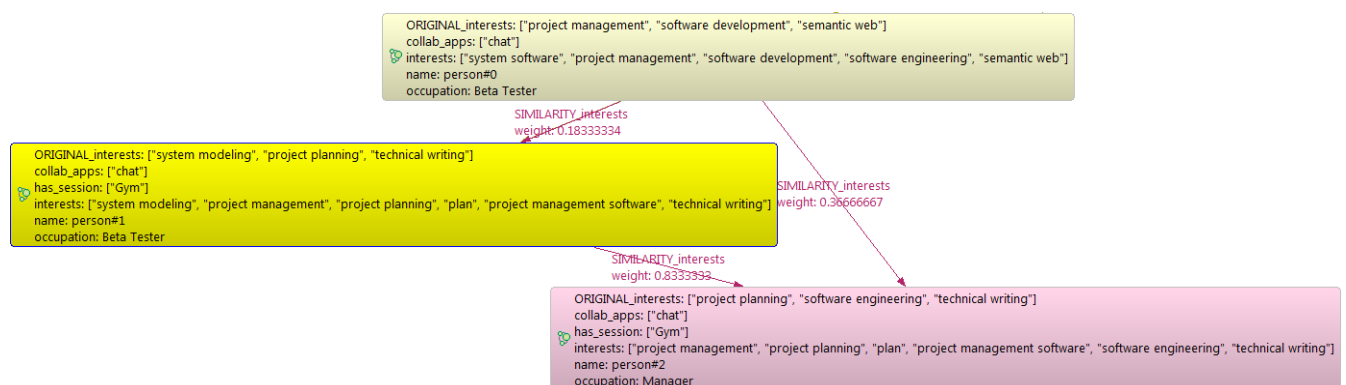 ORIGINAL_interests: ["project management", "software development", "semantic web"]
collab_apps: ["chat"]
interests: ["system software", "project management", "software development", "software engineering", "semantic web"]
name: person#0
occupation: Beta Tester
SIMILARITY_interests
weight: 0.18333334
ORIGINAL_interests: ["system modeling", "project planning", "technical writing"]
collab_apps: ["chat"]
has_session: ["Gym"]
interests: ["system modeling", "project management", "project planning", "plan", "project management software", "technical writing"]
name: person#1
occupation: Beta Tester
SIMILARITY_interests
weight: 0.36666667
SIMILARITY_interests
weight: 0.8333333
ORIGINAL_interests: ["project planning", "software engineering", "technical writing"]
collab_apps: ["chat"]
has_session: ["Gym"]
interests: ["project management", "project planning", "plan", "project management software", "software engineering", "technical writing"]
name: person#2
occupation: Manager